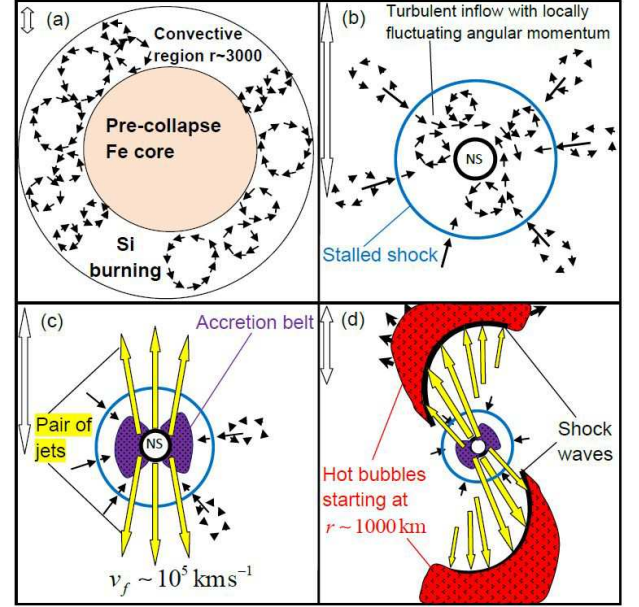 (a)
Convective
region r~3000
Pre-collapse
Fe core
Si
burning
(b)
Turbulent inflow with locally
fluctuating angular momentum
NS
Stalled shock
(c)
Accretion belt
Pair of
jets
NS
v_f ~ 10^5 km s^-1
(d)
Shock
waves
Hot bubbles
starting at
r ~ 1000 km